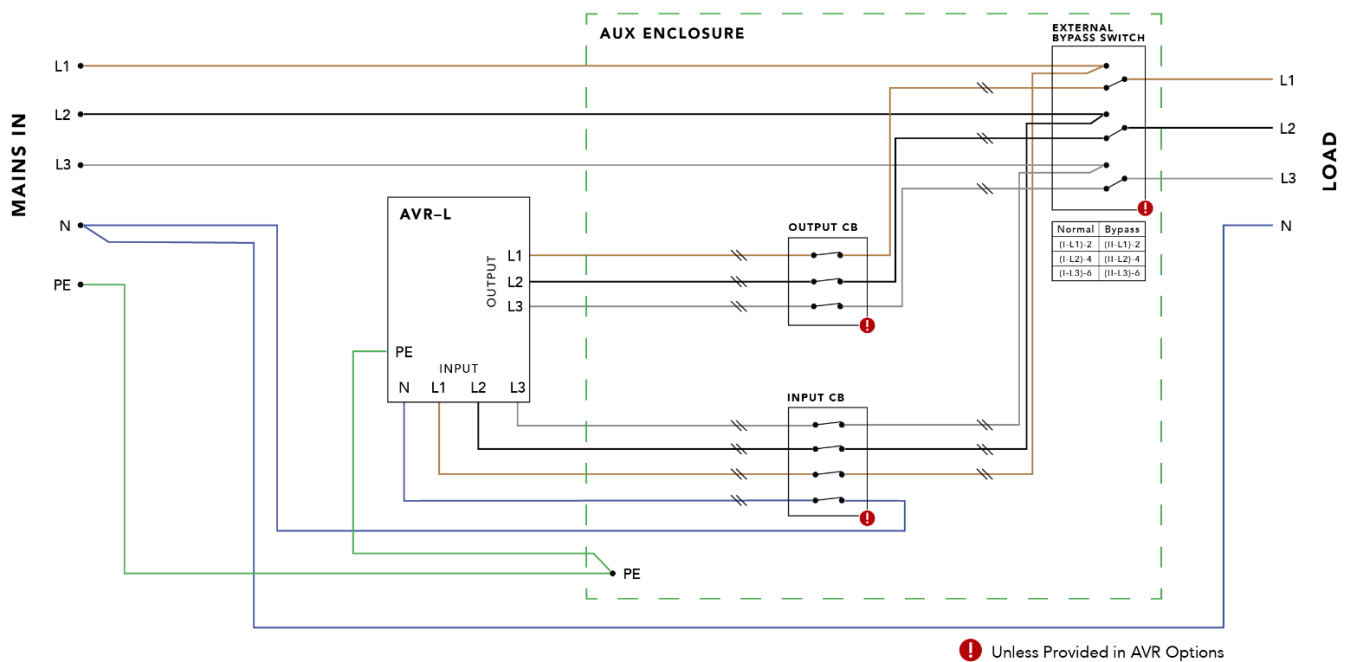 AUX ENCLOSURE
EXTERNAL
BYPASS SWITCH
MAINS IN
L1
L2
L3
N
PE
L1
L2
L3
N
LOAD
Normal Bypass
(I-L1)-2 (II-L1)-2
(I-L2)-4 (II-L2)-4
(I-L3)-6 (II-L3)-6
AVR–L
OUTPUT
L1
L2
L3
PE
INPUT
N L1 L2 L3
OUTPUT CB
!
INPUT CB
!
!
PE
! Unless Provided in AVR Options